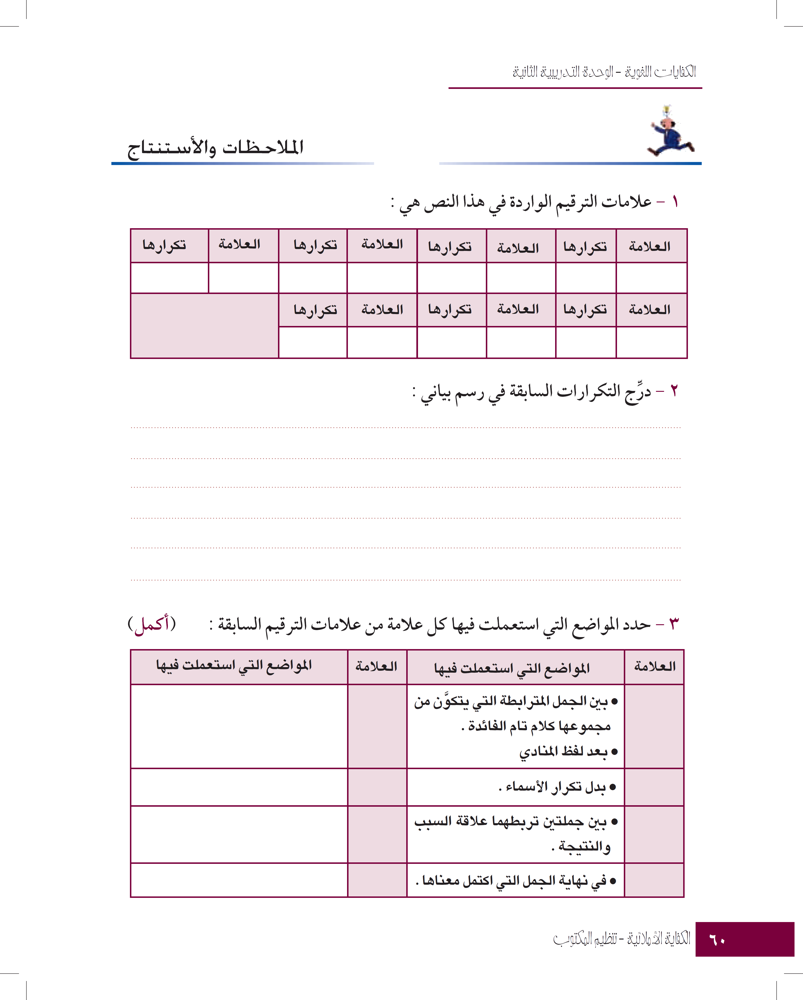 الكفايات اللغوية - الوحدة التدريبية الثانية
الملاحظات والأستنتاج
١ - علامات الترقيم الواردة في هذا النص هي :
العلامة تكرارها العلامة تكرارها العلامة تكرارها العلامة تكرارها
العلامة تكرارها العلامة تكرارها العلامة تكرارها
٢ - درِّج التكرارات السابقة في رسم بياني :
٣ - حدد المواضع التي استعملت فيها كل علامة من علامات الترقيم السابقة : (أكمل)
العلامة المواضع التي استعملت فيها العلامة المواضع التي استعملت فيها
• بين الجمل المترابطة التي يتكوَّن من
مجموعها كلام تام الفائدة .
• بعد لفظ المنادي
• بدل تكرار الأسماء .
• بين جملتين تربطهما علاقة السبب
والنتيجة .
• في نهاية الجمل التي اكتمل معناها .
الكفاية الأملائية - تنظيم المكتوب
٦٠